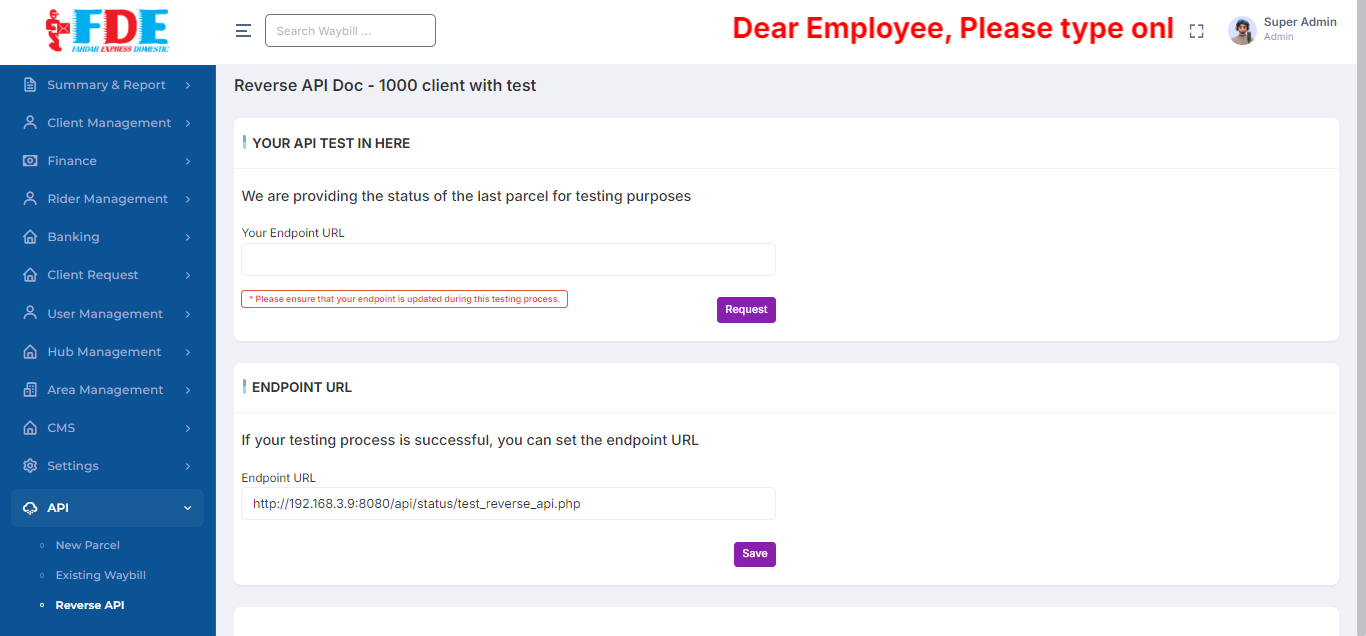 FDE
FARDAR EXPRESS DOMESTIC
Search Waybill ...
Dear Employee, Please type onl
Super Admin
Admin
Summary & Report
Client Management
Finance
Rider Management
Banking
Client Request
User Management
Hub Management
Area Management
CMS
Settings
API
New Parcel
Existing Waybill
Reverse API
Reverse API Doc - 1000 client with test
YOUR API TEST IN HERE
We are providing the status of the last parcel for testing purposes
Your Endpoint URL
* Please ensure that your endpoint is updated during this testing process.
Request
ENDPOINT URL
If your testing process is successful, you can set the endpoint URL
Endpoint URL
http://192.168.3.9:8080/api/status/test_reverse_api.php
Save